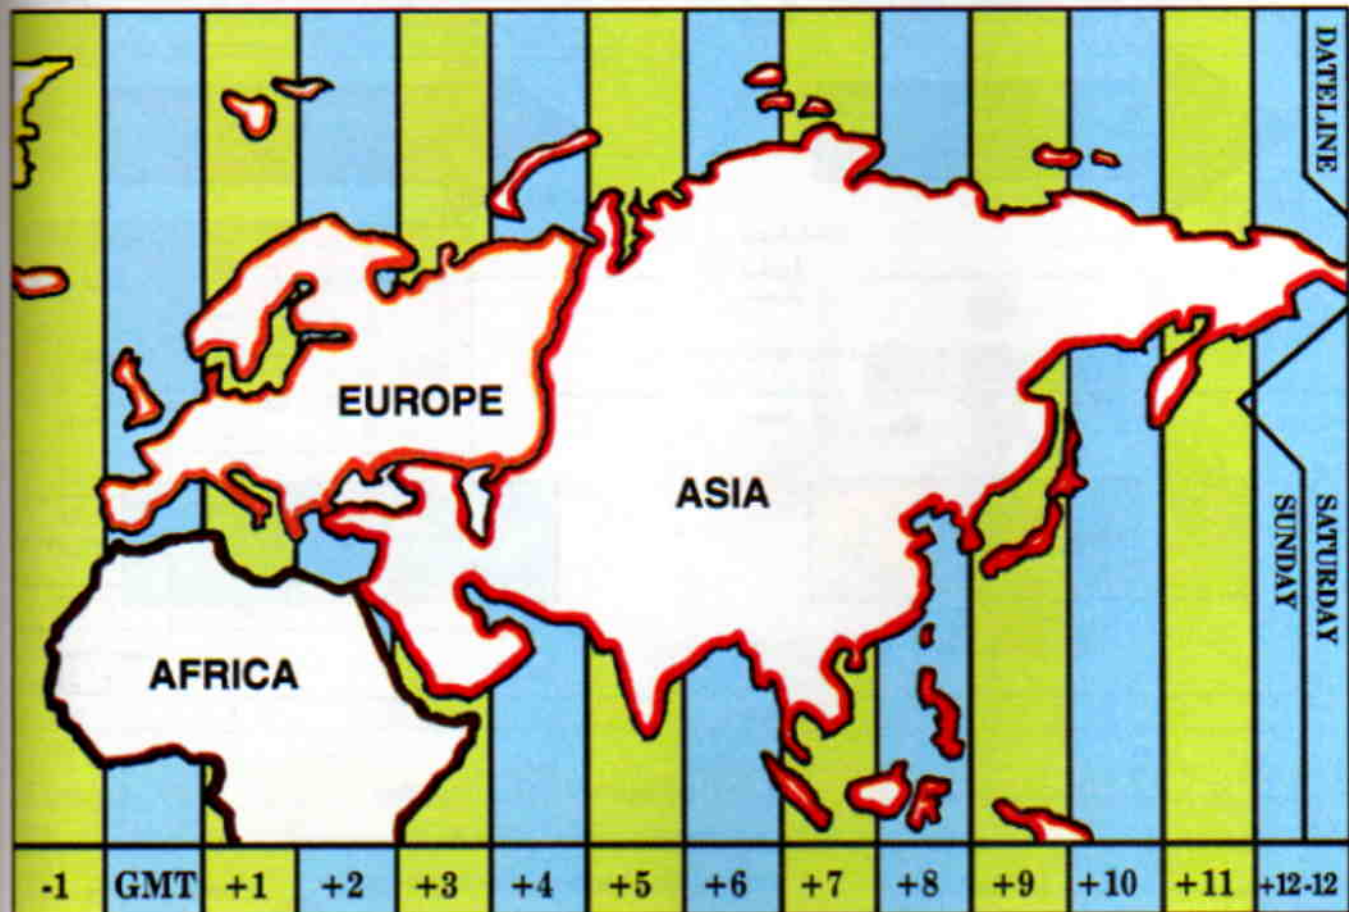 DATELINE
EUROPE
ASIA
SATURDAY
SUNDAY
AFRICA
-1 GMT +1 +2 +3 +4 +5 +6 +7 +8 +9 +10 +11 +12 -12